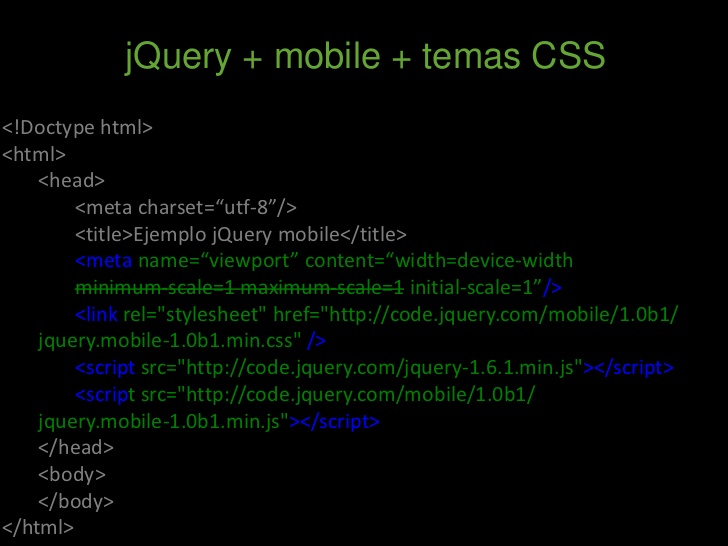 jQuery + mobile + temas CSS
<!Doctype html>
<html>
<head>
<meta charset=“utf-8”/>
<title>Ejemplo jQuery mobile</title>
<meta name=“viewport” content=“width=device-width
minimum-scale=1 maximum-scale=1 initial-scale=1”/>
<link rel="stylesheet" href="http://code.jquery.com/mobile/1.0b1/
jquery.mobile-1.0b1.min.css" />
<script src="http://code.jquery.com/jquery-1.6.1.min.js"></script>
<script src="http://code.jquery.com/mobile/1.0b1/
jquery.mobile-1.0b1.min.js"></script>
</head>
<body>
</body>
</html>